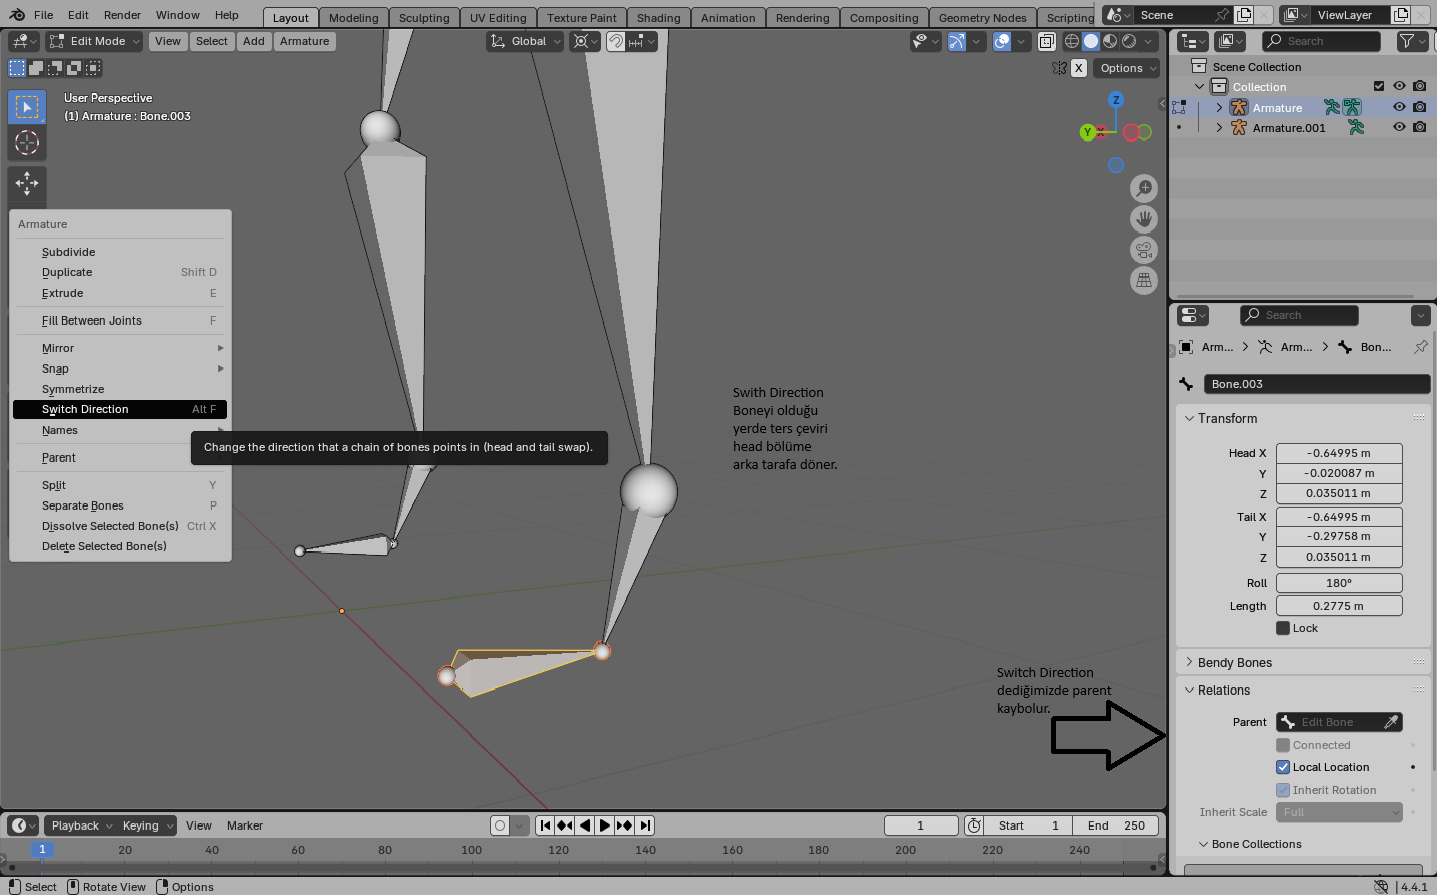 File Edit Render Window Help Layout Modeling Sculpting UV Editing Texture Paint Shading Animation Rendering Compositing Geometry Nodes Scripting Scene ViewLayer
Edit Mode View Select Add Armature Global Search
X Options
User Perspective
(1) Armature : Bone.003
Z
Y X
Scene Collection
Collection
Armature
Armature.001
Armature
Subdivide
Duplicate Shift D
Extrude E
Fill Between Joints F
Mirror
Snap
Symmetrize
Switch Direction Alt F
Names
Parent
Split Y
Separate Bones P
Dissolve Selected Bone(s) Ctrl X
Delete Selected Bone(s)
Change the direction that a chain of bones points in (head and tail swap).
Swith Direction
Boneyi olduğu
yerde ters çeviri
head bölüme
arka tarafa döner.
Switch Direction
dediğimizde parent
kaybolur.
Search
Arm... Arm... Bon...
Bone.003
Transform
Head X -0.64995 m
Y -0.020087 m
Z 0.035011 m
Tail X -0.64995 m
Y -0.29758 m
Z 0.035011 m
Roll 180°
Length 0.2775 m
Lock
Bendy Bones
Relations
Parent Edit Bone
Connected
Local Location
Inherit Rotation
Inherit Scale Full
Bone Collections
Playback Keying View Marker 1 Start 1 End 250
1 20 40 60 80 100 120 140 160 180 200 220 240
Select Rotate View Options 4.4.1